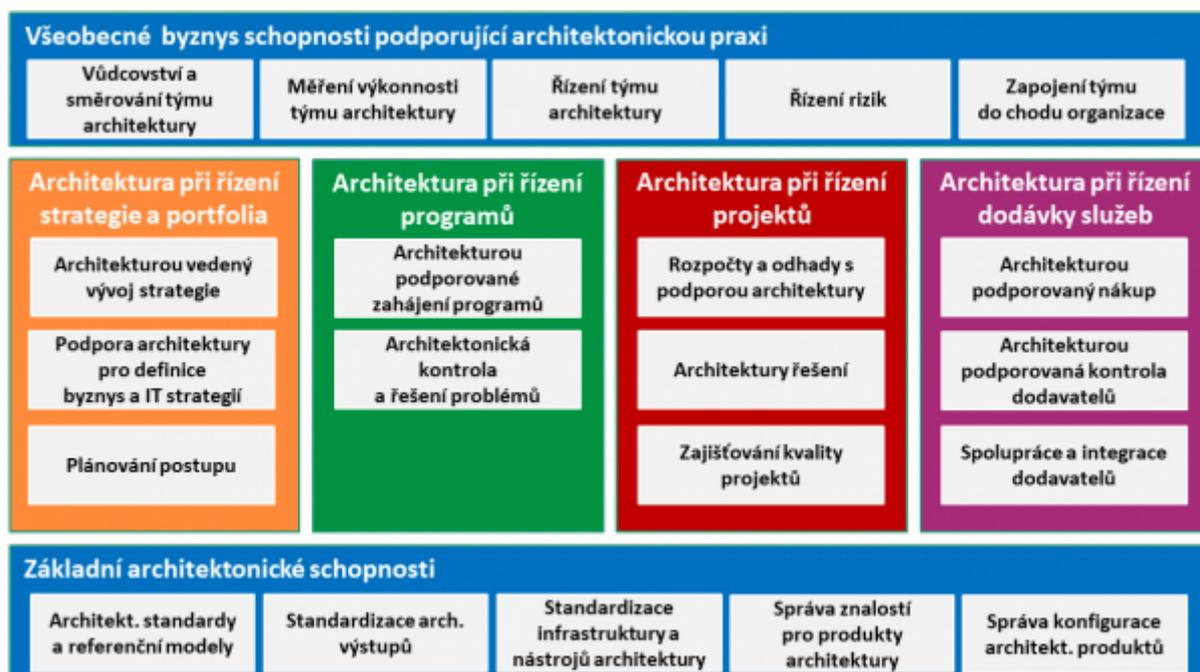 Všeobecné byznys schopnosti podporující architektonickou praxi
Vůdcovství a
směrování týmu
architektury
Měření výkonnosti
týmu architektury
Řízení týmu
architektury
Řízení rizik
Zapojení týmu
do chodu organizace
Architektura při řízení
strategie a portfolia
Architekturou vedený
vývoj strategie
Podpora architektury
pro definice
byznys a IT strategií
Plánování postupu
Architektura při řízení
programů
Architekturou
podporované
zahájení programů
Architektonická
kontrola
a řešení problémů
Architektura při řízení
projektů
Rozpočty a odhady s
podporou architektury
Architektury řešení
Zajišťování kvality
projektů
Architektura při řízení
dodávky služeb
Architekturou
podporovaný nákup
Architekturou
podporovaná kontrola
dodavatelů
Spolupráce a integrace
dodavatelů
Základní architektonické schopnosti
Architekt. standardy
a referenční modely
Standardizace arch.
výstupů
Standardizace
infrastruktury a
nástrojů architektury
Správa znalostí
pro produkty
architektury
Správa konfigurace
architekt. produktů